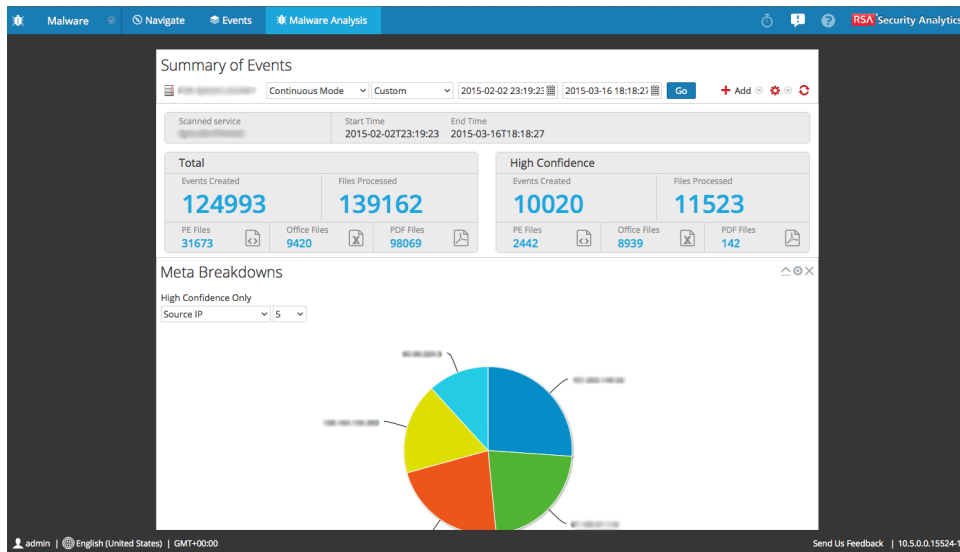 Malware Navigate Events Malware Analysis RSA Security Analytics
Summary of Events
Continuous Mode Custom 2015-02-02 23:19:23 2015-03-16 18:18:27 Go Add
Scanned service Start Time End Time
2015-02-02T23:19:23 2015-03-16T18:18:27
Total High Confidence
Events Created Files Processed Events Created Files Processed
124993 139162 10020 11523
PE Files Office Files PDF Files PE Files Office Files PDF Files
31673 9420 98069 2442 8939 142
Meta Breakdowns
High Confidence Only
Source IP 5
admin | English (United States) | GMT+00:00 Send Us Feedback | 10.5.0.0.15524-1